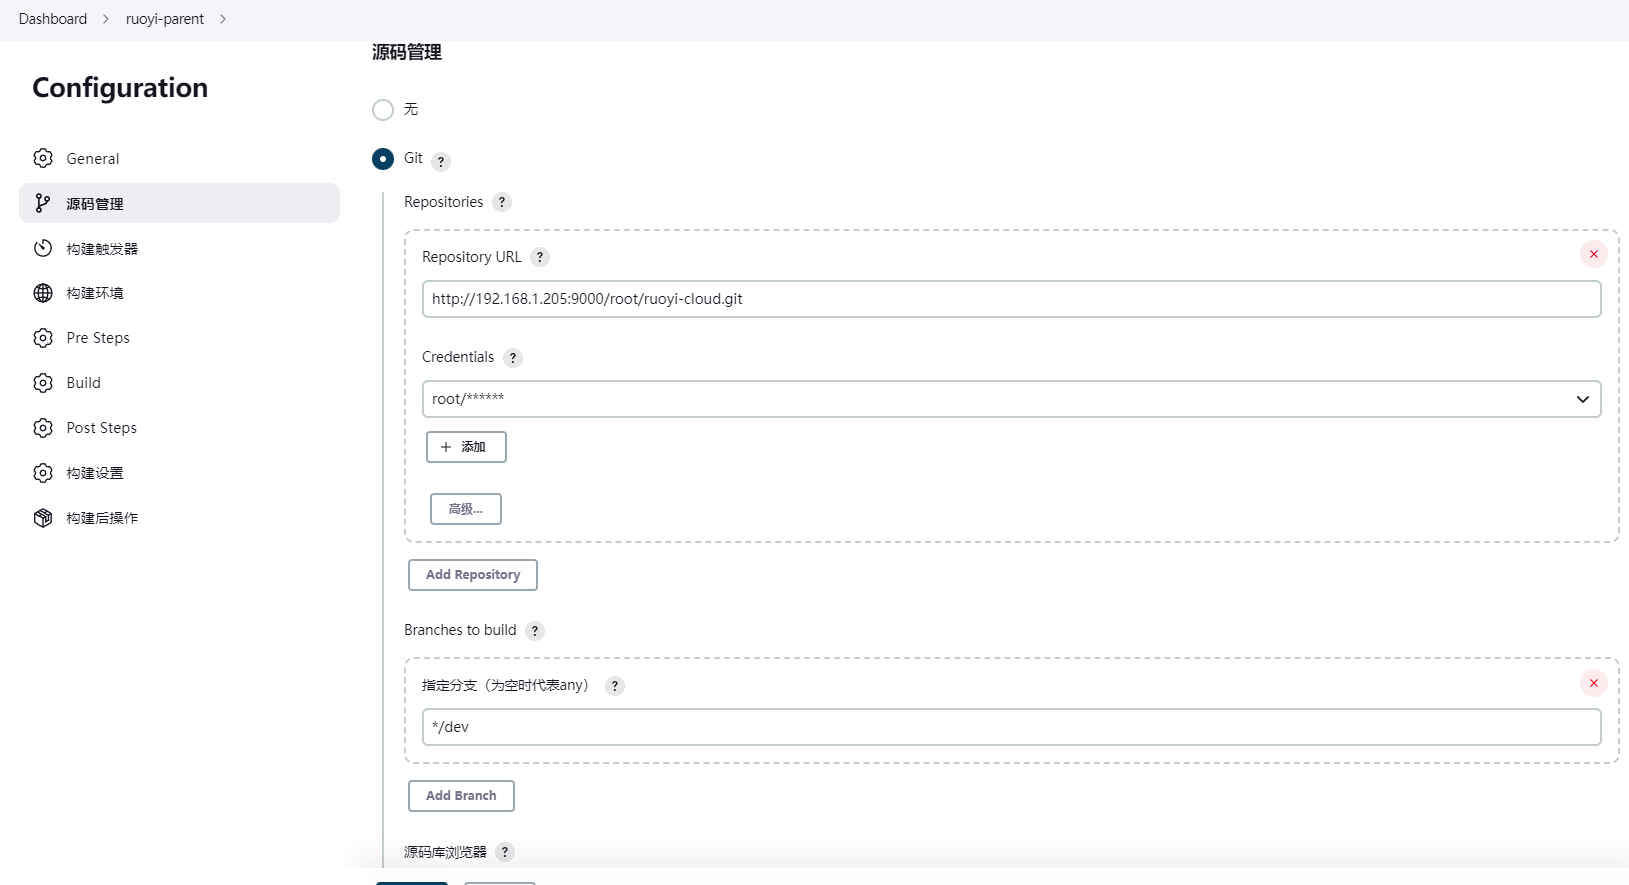 Dashboard > ruoyi-parent >
Configuration
General
源码管理
构建触发器
构建环境
Pre Steps
Build
Post Steps
构建设置
构建后操作
源码管理
无
Git ?
Repositories ?
Repository URL ?
http://192.168.1.205:9000/root/ruoyi-cloud.git
Credentials ?
root/******
+ 添加
高级...
Add Repository
Branches to build ?
指定分支（为空时代表any） ?
*/dev
Add Branch
源码库浏览器 ?